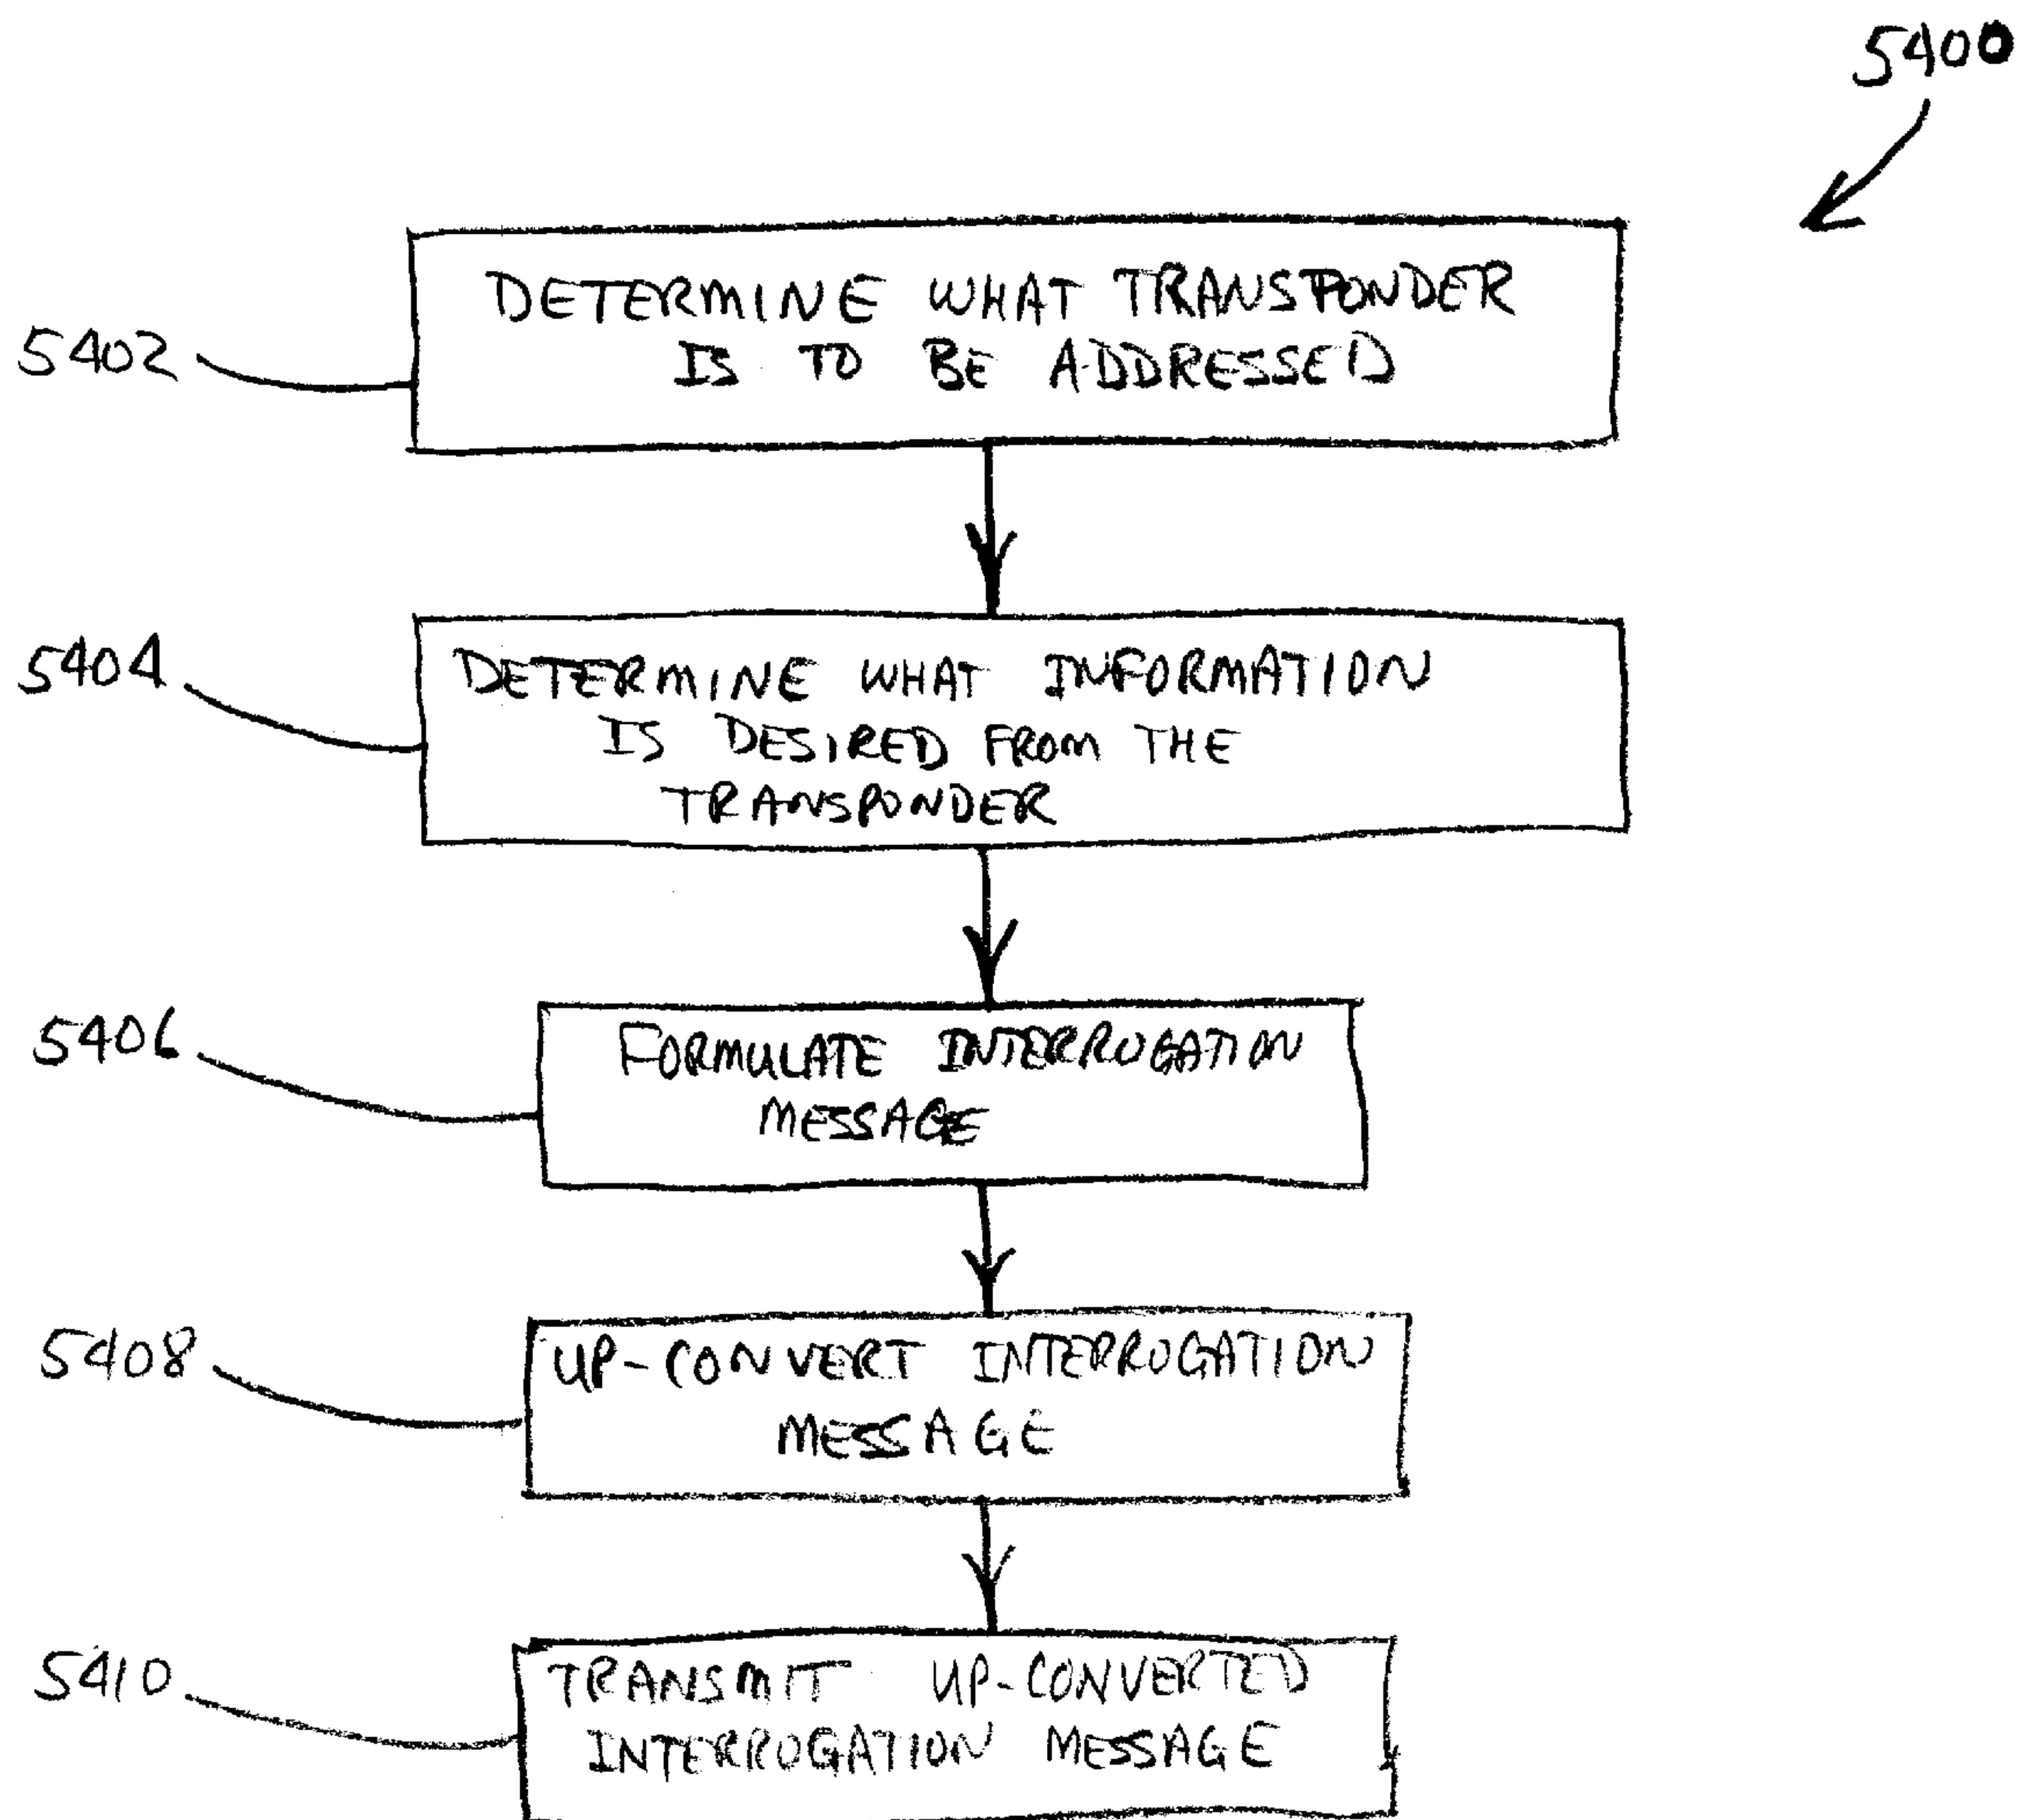 5400
DETERMINE WHAT TRANSPONDER
IS TO BE ADDRESSED
5402
DETERMINE WHAT INFORMATION
IS DESIRED FROM THE
TRANSPONDER
5404
FORMULATE INTERROGATION
MESSAGE
5406
UP-CONVERT INTERROGATION
MESSAGE
5408
TRANSMIT UP-CONVERTED
INTERROGATION MESSAGE
5410